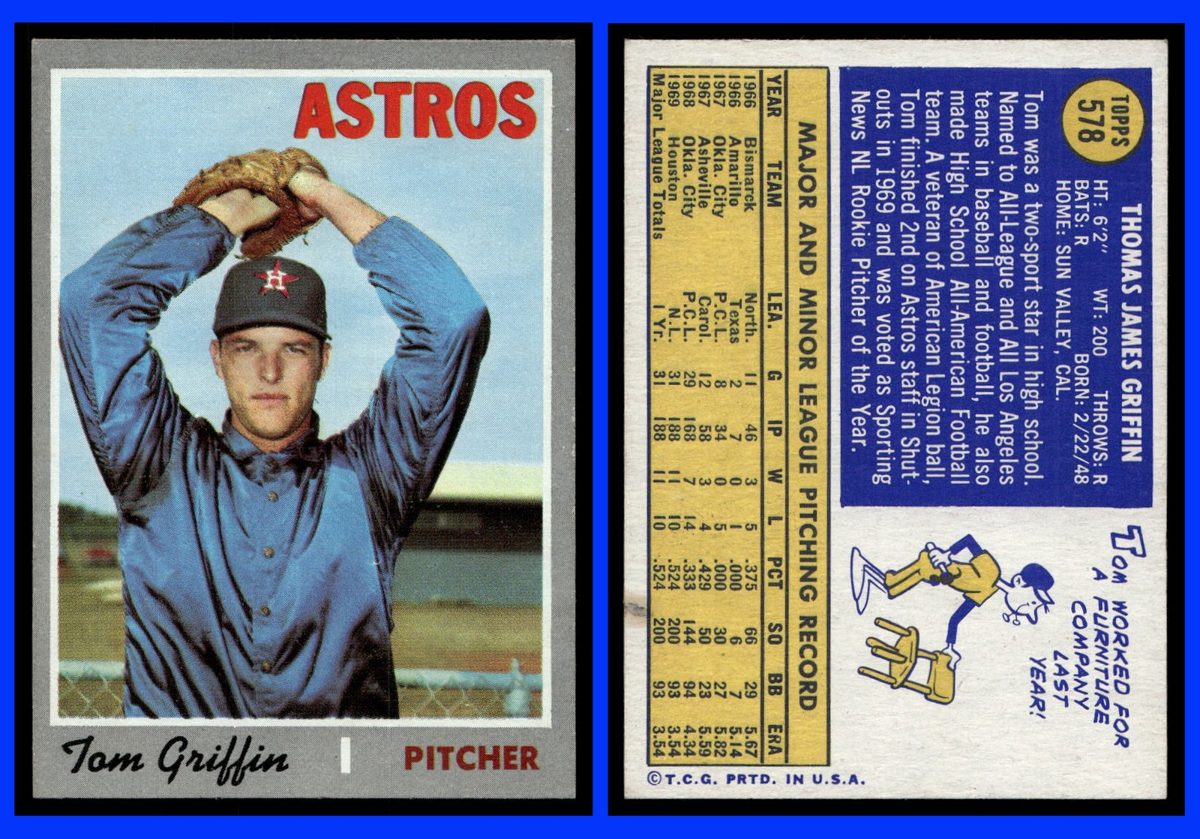 ASTROS
H
Tom Griffin
PITCHER
TOPPS
578
THOMAS JAMES GRIFFIN
HT: 6'2" WT: 200 THROWS: R
BATS: R BORN: 2/22/48
HOME: SUN VALLEY, CAL.
Tom was a two-sport star in high school.
Named to All-League and All Los Angeles
teams in baseball and football, he also
made High School All-American Football
team. A veteran of American Legion ball,
Tom finished 2nd on Astros staff in Shut-
outs in 1969 and was voted as Sporting
News NL Rookie Pitcher of the Year.
TOM WORKED FOR
A FURNITURE
COMPANY
LAST
YEAR!
MAJOR AND MINOR LEAGUE PITCHING RECORD
YEAR TEAM LEA. G IP W L PCT SO BB ERA
1966 Bismarck North. 11 46 3 5 .375 66 29 5.67
1966 Amarillo Texas 2 7 0 1 .000 6 7 5.14
1967 Okla. City P.C.L. 8 34 0 5 .000 30 27 5.82
1967 Asheville Carol. 12 58 3 4 .429 50 23 5.59
1968 Okla. City P.C.L. 29 168 7 14 .333 144 94 4.34
1969 Houston N.L. 31 188 11 10 .524 200 93 3.54
Major League Totals 1 Yr. 31 188 11 10 .524 200 93 3.54
©T.C.G. PRTD. IN U.S.A.